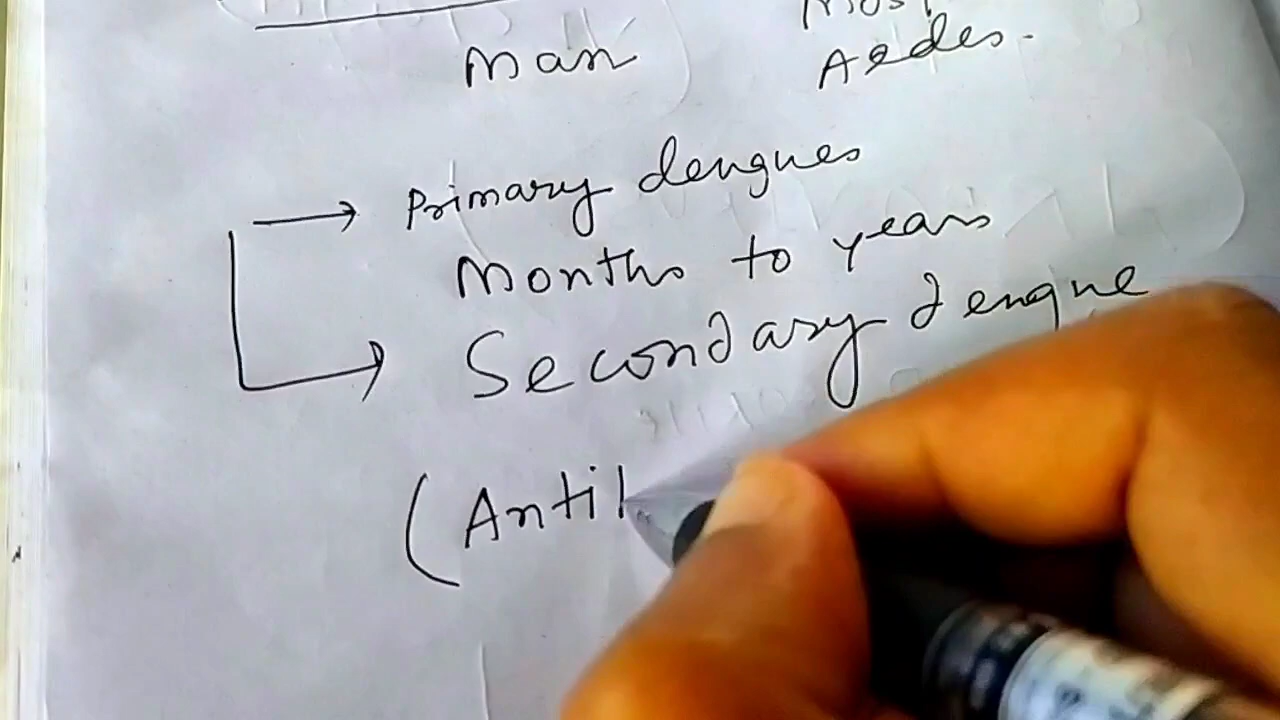 Man
Aedes.
Primary dengues
Months to years
Secondary dengue
(Anti